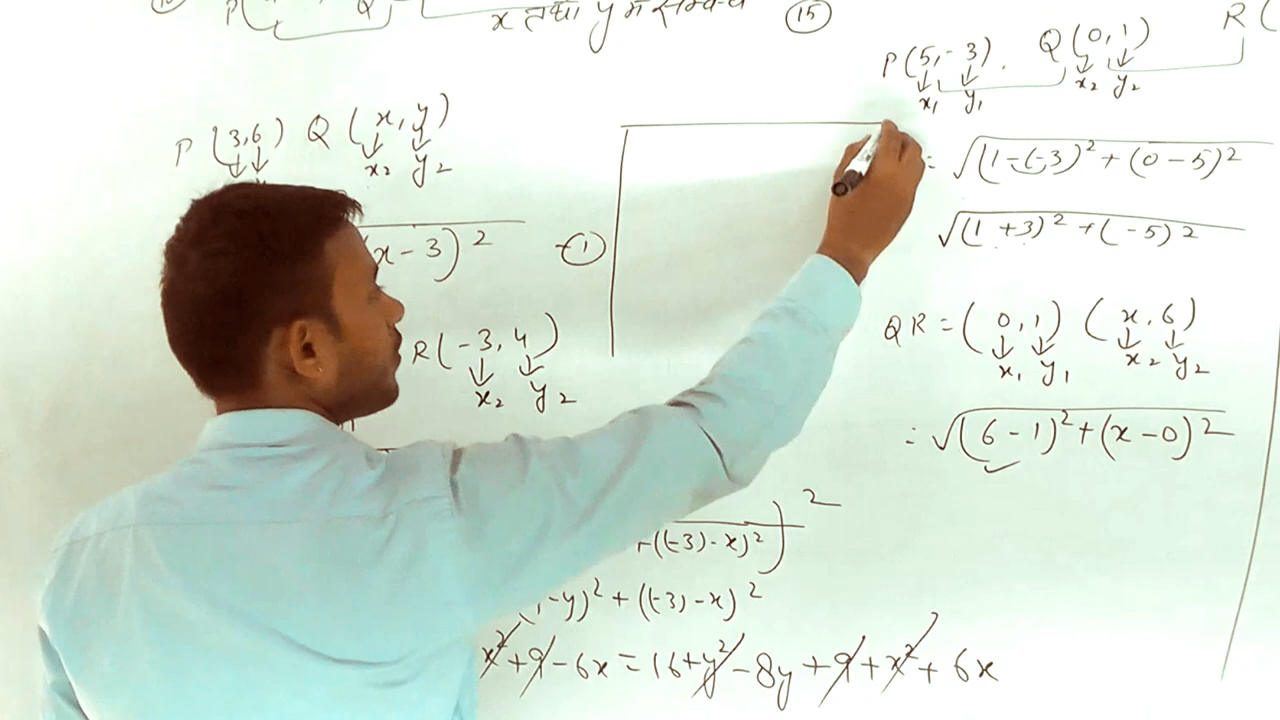 P( Q
x तथा y में सम्बन्ध
(15)
R(
P(5,-3). Q(0,1)
x₁ y₁ x₂ y₂
P(3,6) Q(x,y)
x₂ y₂
= √(1-(-3)² + (0-5)²
√(1+3)² + (-5)²
(x-3)² -①
QR = (0,1) (x,6)
x₁ y₁ x₂ y₂
R(-3,4)
x₂ y₂
= √(6-1)² + (x-0)²
+((-3)-x)²)²
-y)² + ((-3)-x)²
x² + 9 - 6x = 16 + y² - 8y + 9 + x² + 6x